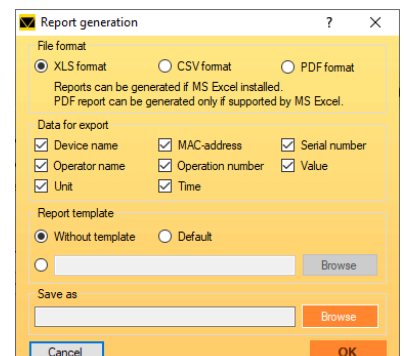 Report generation ? X
File format
XLS format CSV format PDF format
Reports can be generated if MS Excel installed.
PDF report can be generated only if supported by MS Excel.
Data for export
Device name MAC-address Serial number
Operator name Operation number Value
Unit Time
Report template
Without template Default
Browse
Save as
Browse
Cancel OK